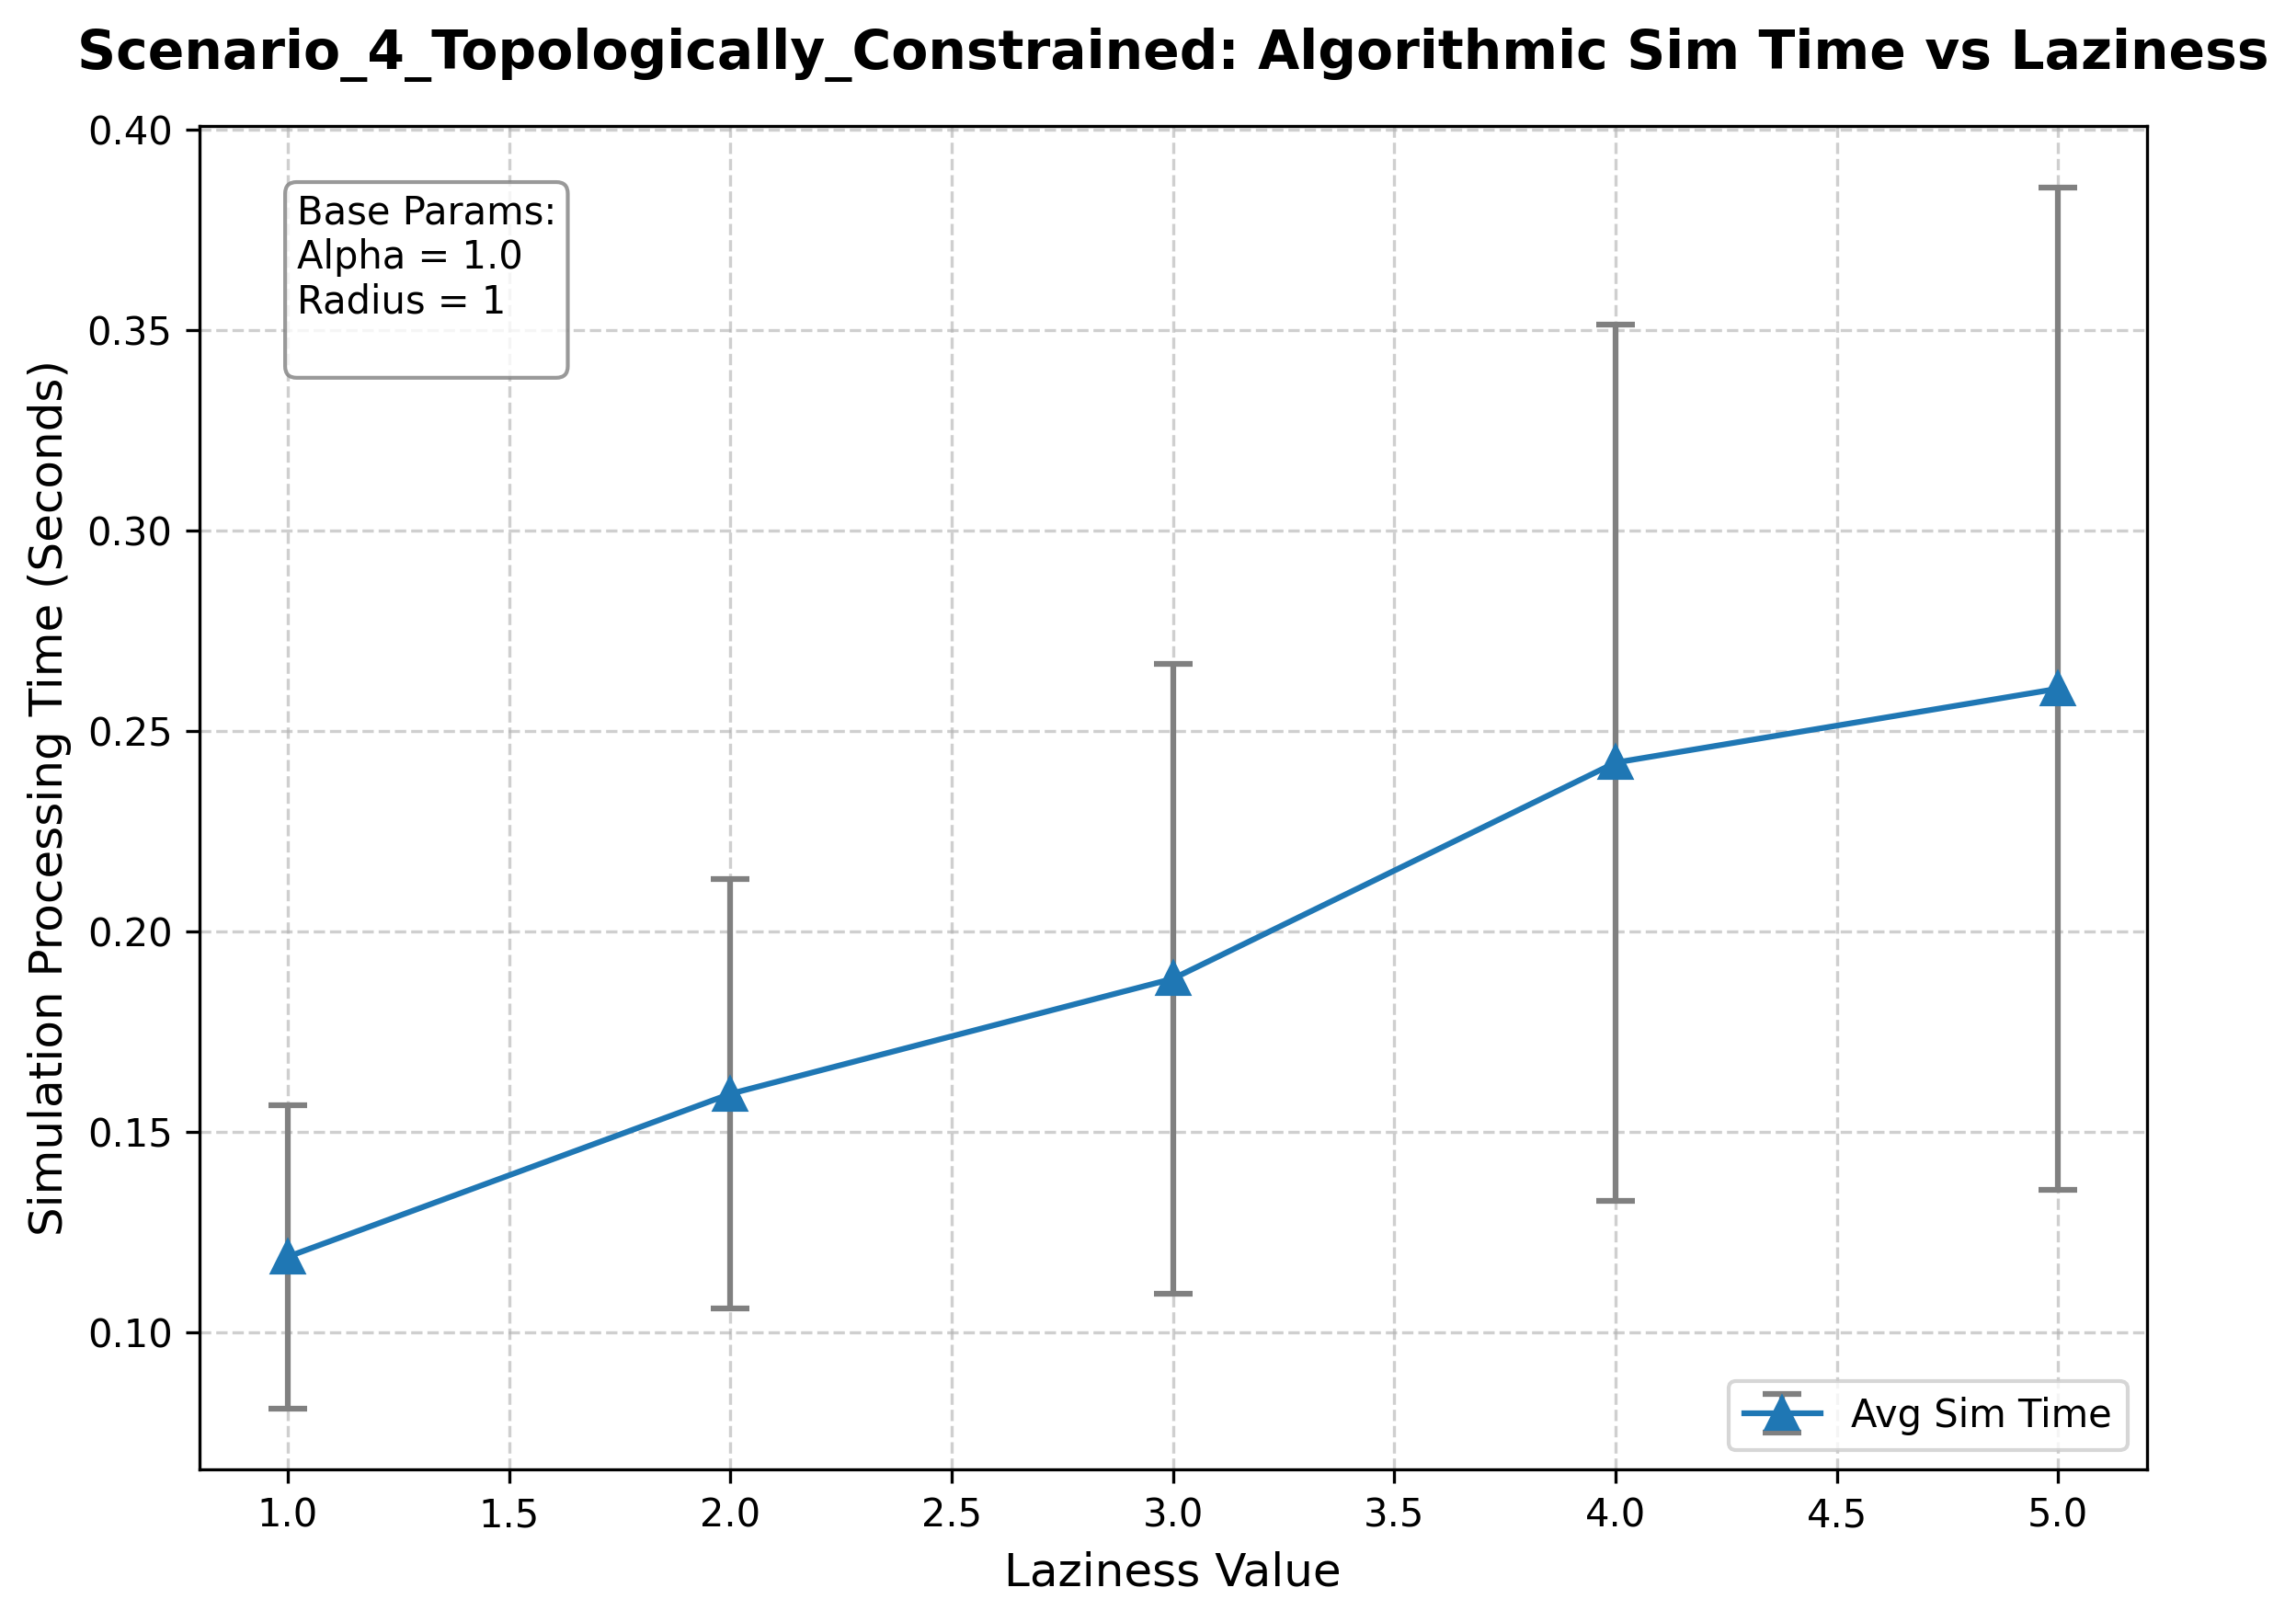 Scenario_4_Topologically_Constrained: Algorithmic Sim Time vs Laziness
Simulation Processing Time (Seconds)
0.40
0.35
0.30
0.25
0.20
0.15
0.10
Base Params:
Alpha = 1.0
Radius = 1
Avg Sim Time
1.0 1.5 2.0 2.5 3.0 3.5 4.0 4.5 5.0
Laziness Value